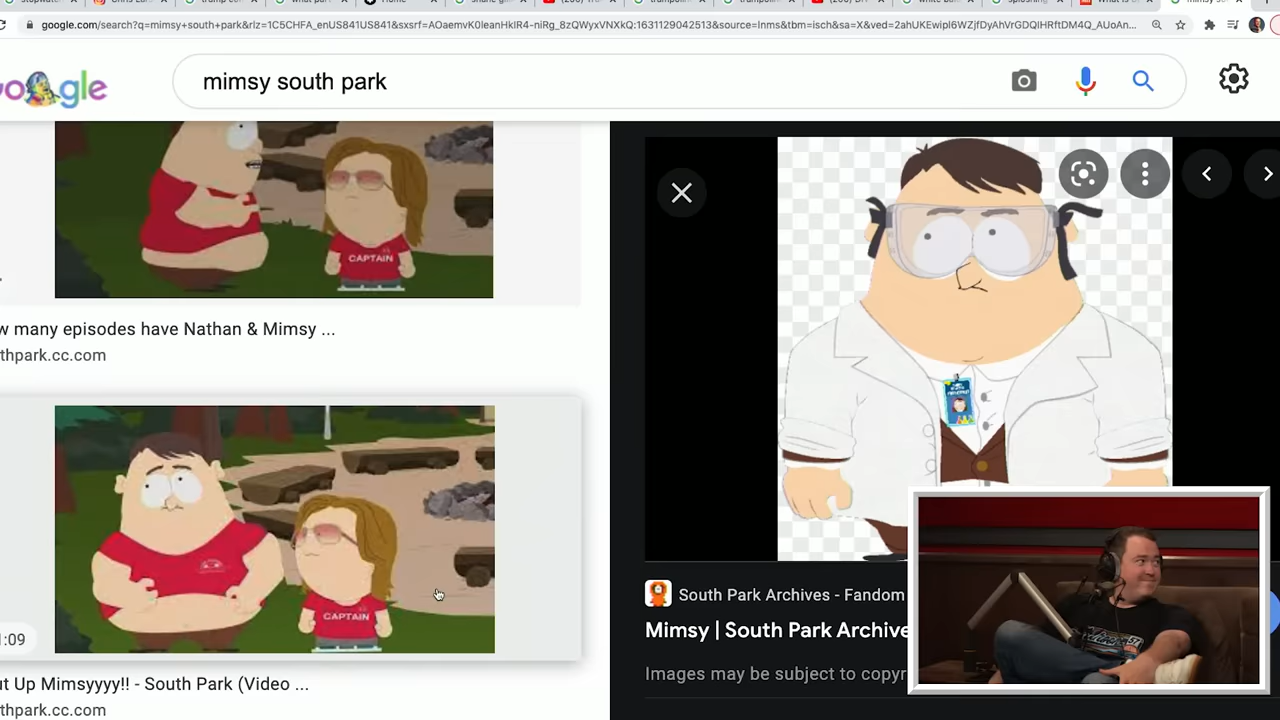 google.com/search?q=mimsy+south+park&rlz=1C5CHFA_enUS841US841&sxsrf=AOaemvK0leanHkIR4-niRg_8zQWyxVNXkQ:1631129042513&source=lnms&tbm=isch&sa=X&ved=2ahUKEwipl6WZjfDyAhVrGDQIHRftDM4Q_AUoAn...
oogle
mimsy south park
CAPTAIN
w many episodes have Nathan & Mimsy ...
thpark.cc.com
CAPTAIN
1:09
ut Up Mimsyyyy!! - South Park (Video ...
thpark.cc.com
South Park Archives - Fandom
Mimsy | South Park Archive
Images may be subject to copyr